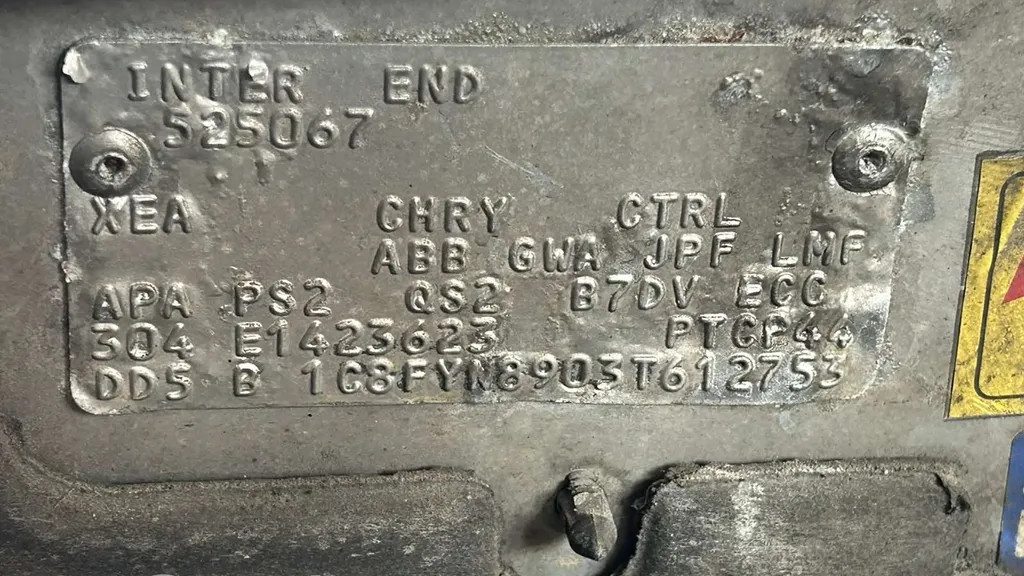 INTER END
525067
XEA CHRY CTRL
ABB GWA JPF LMF
APA PS2 QS2 B7DV ECC
304 E1423623 PTCP44
DD5 B 1C8FYN8903T612753